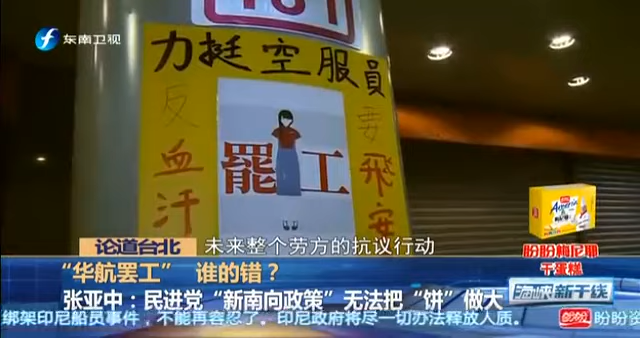 东南卫视
101
力挺空服員
反血汗
要飛安
罷工
论道台北
未来整个劳方的抗议行动
“华航罢工” 谁的错？
张亚中：民进党“新南向政策”无法把“饼”做大
海峡新干线
盼盼梅尼耶
干蛋糕
绑架印尼船员事件，不能再容忍了。印尼政府将尽一切办法释放人质。
盼盼
盼盼资